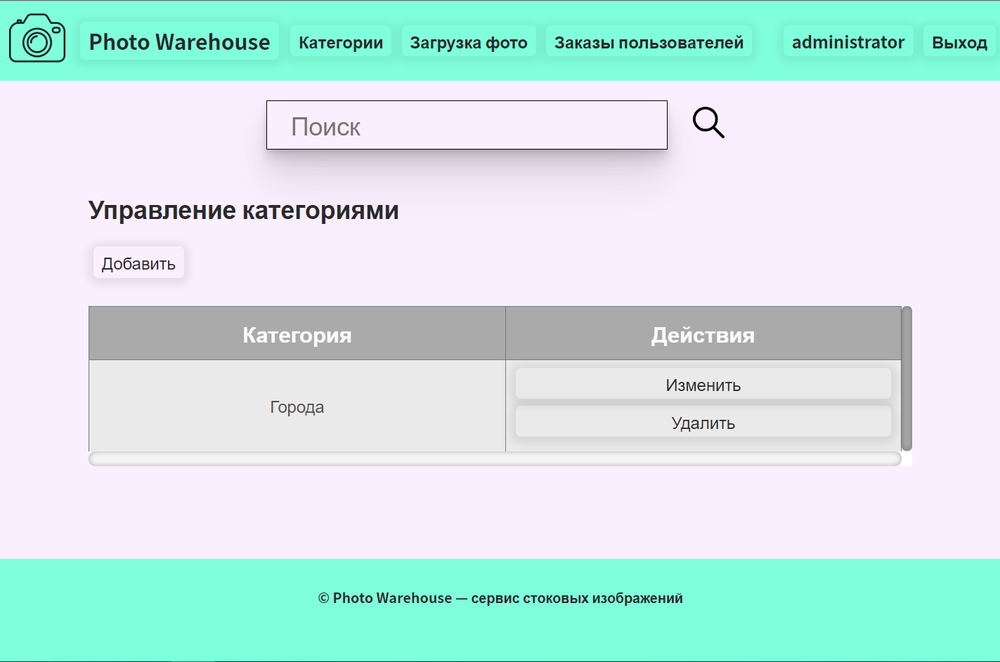 Photo Warehouse Категории Загрузка фото Заказы пользователей administrator Выход
Поиск
Управление категориями
Добавить
Категория Действия
Города
Изменить
Удалить
© Photo Warehouse — сервис стоковых изображений